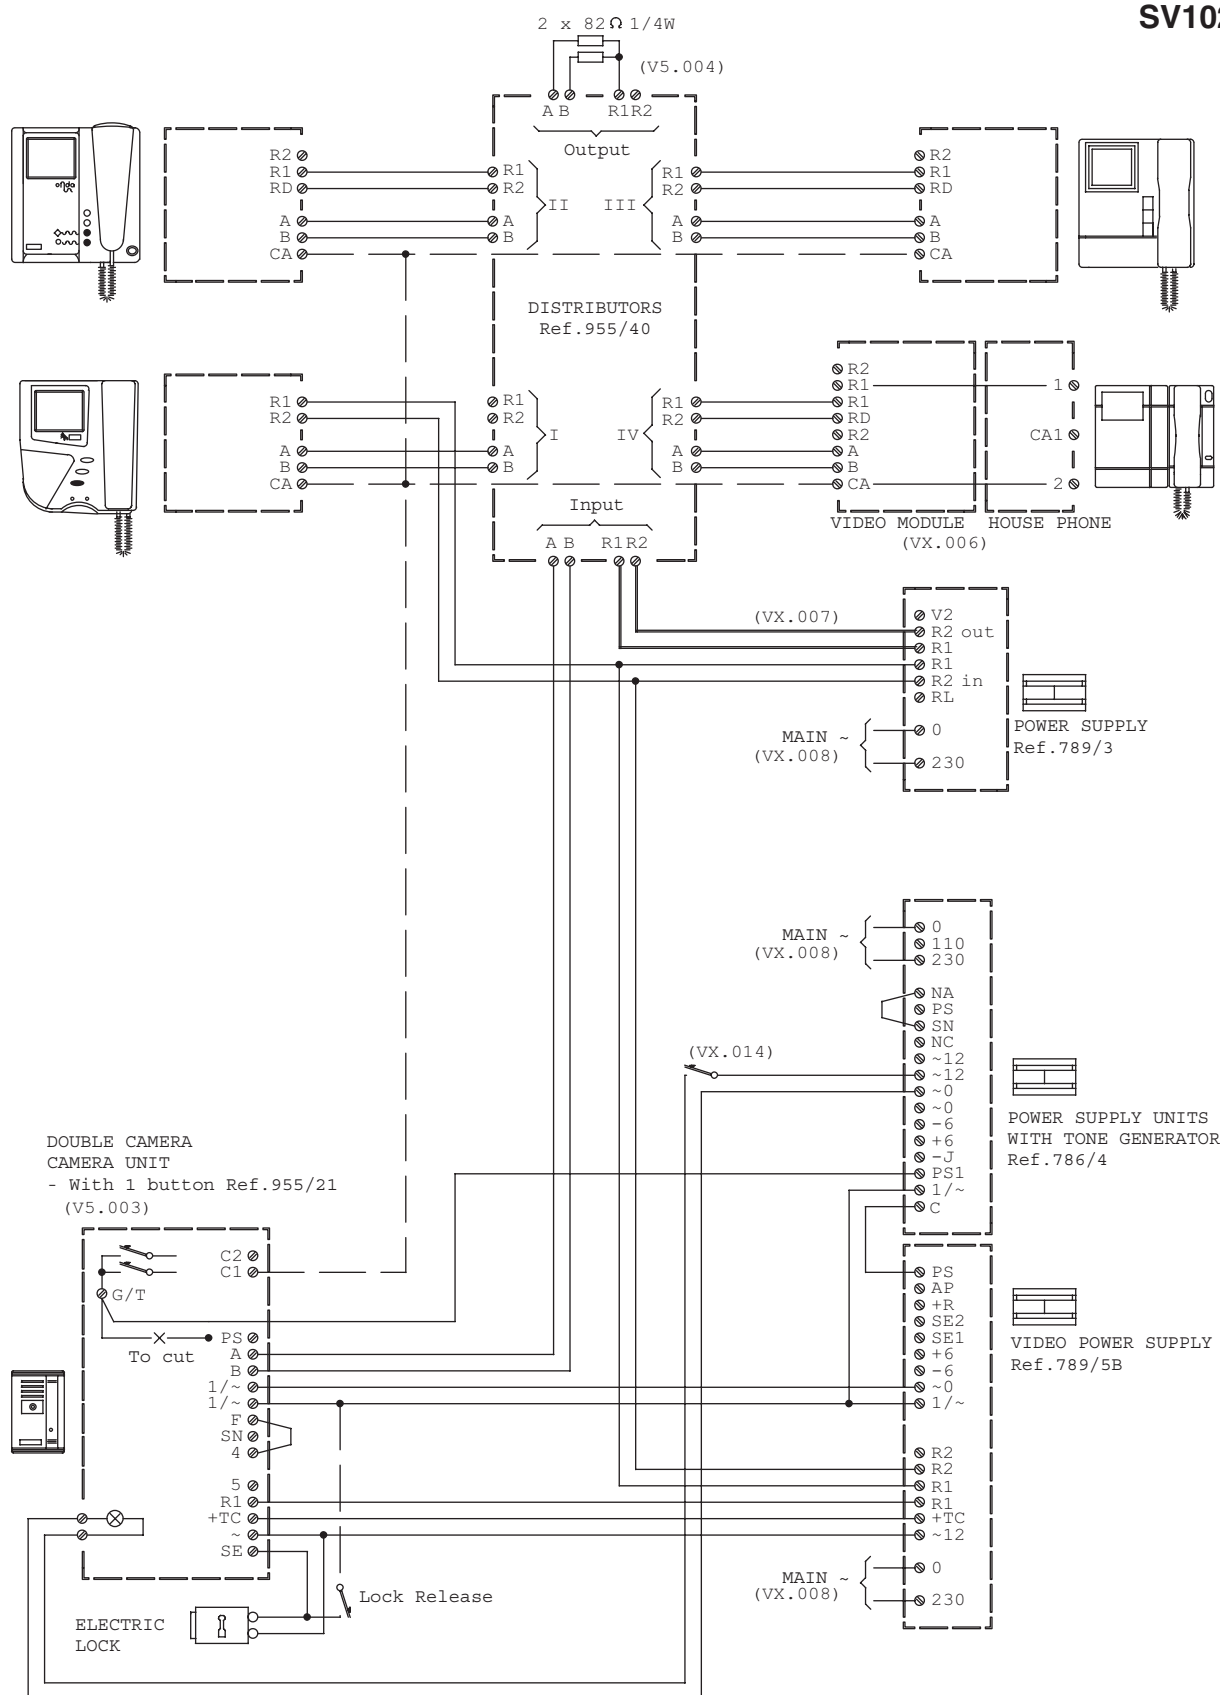 SV102
2 x 82Ω 1/4W
(V5.004)
A B R1R2
Output
R2
R1
RD
A
B
CA
R1
R2
A
B
II
III
R1
R2
A
B
R2
R1
RD
A
B
CA
onda
DISTRIBUTORS
Ref.955/40
R1
R2
A
B
CA
R1
R2
A
B
I
IV
R1
R2
A
B
R2
R1
R1
RD
R2
A
B
CA
1
CA1
2
Input
A B R1R2
VIDEO MODULE
HOUSE PHONE
(VX.006)
(VX.007)
V2
R2 out
R1
R1
R2 in
RL
0
230
MAIN ~
(VX.008)
POWER SUPPLY
Ref.789/3
MAIN ~
(VX.008)
0
110
230
NA
PS
SN
NC
~12
~12
~0
~0
-6
+6
-J
PS1
1/~
C
(VX.014)
POWER SUPPLY UNITS
WITH TONE GENERATOR
Ref.786/4
DOUBLE CAMERA
CAMERA UNIT
- With 1 button Ref.955/21
(V5.003)
C2
C1
G/T
PS
To cut
A
B
1/~
1/~
F
SN
4
5
R1
+TC
~
SE
PS
AP
+R
SE2
SE1
+6
-6
~0
1/~
R2
R2
R1
R1
+TC
~12
0
230
VIDEO POWER SUPPLY
Ref.789/5B
MAIN ~
(VX.008)
Lock Release
ELECTRIC
LOCK